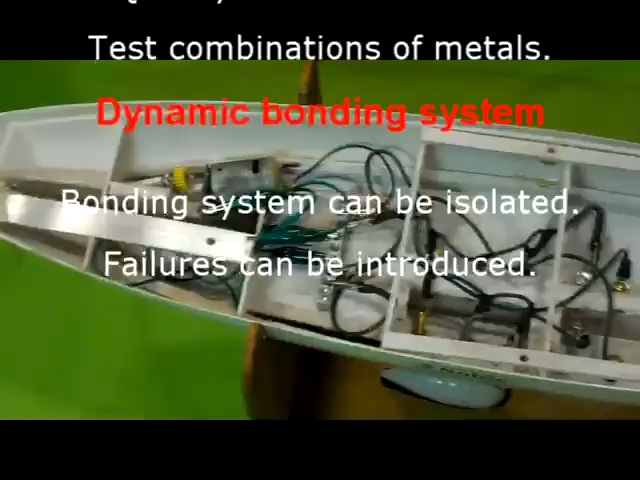 Test combinations of metals.
Dynamic bonding system
Bonding system can be isolated.
Failures can be introduced.